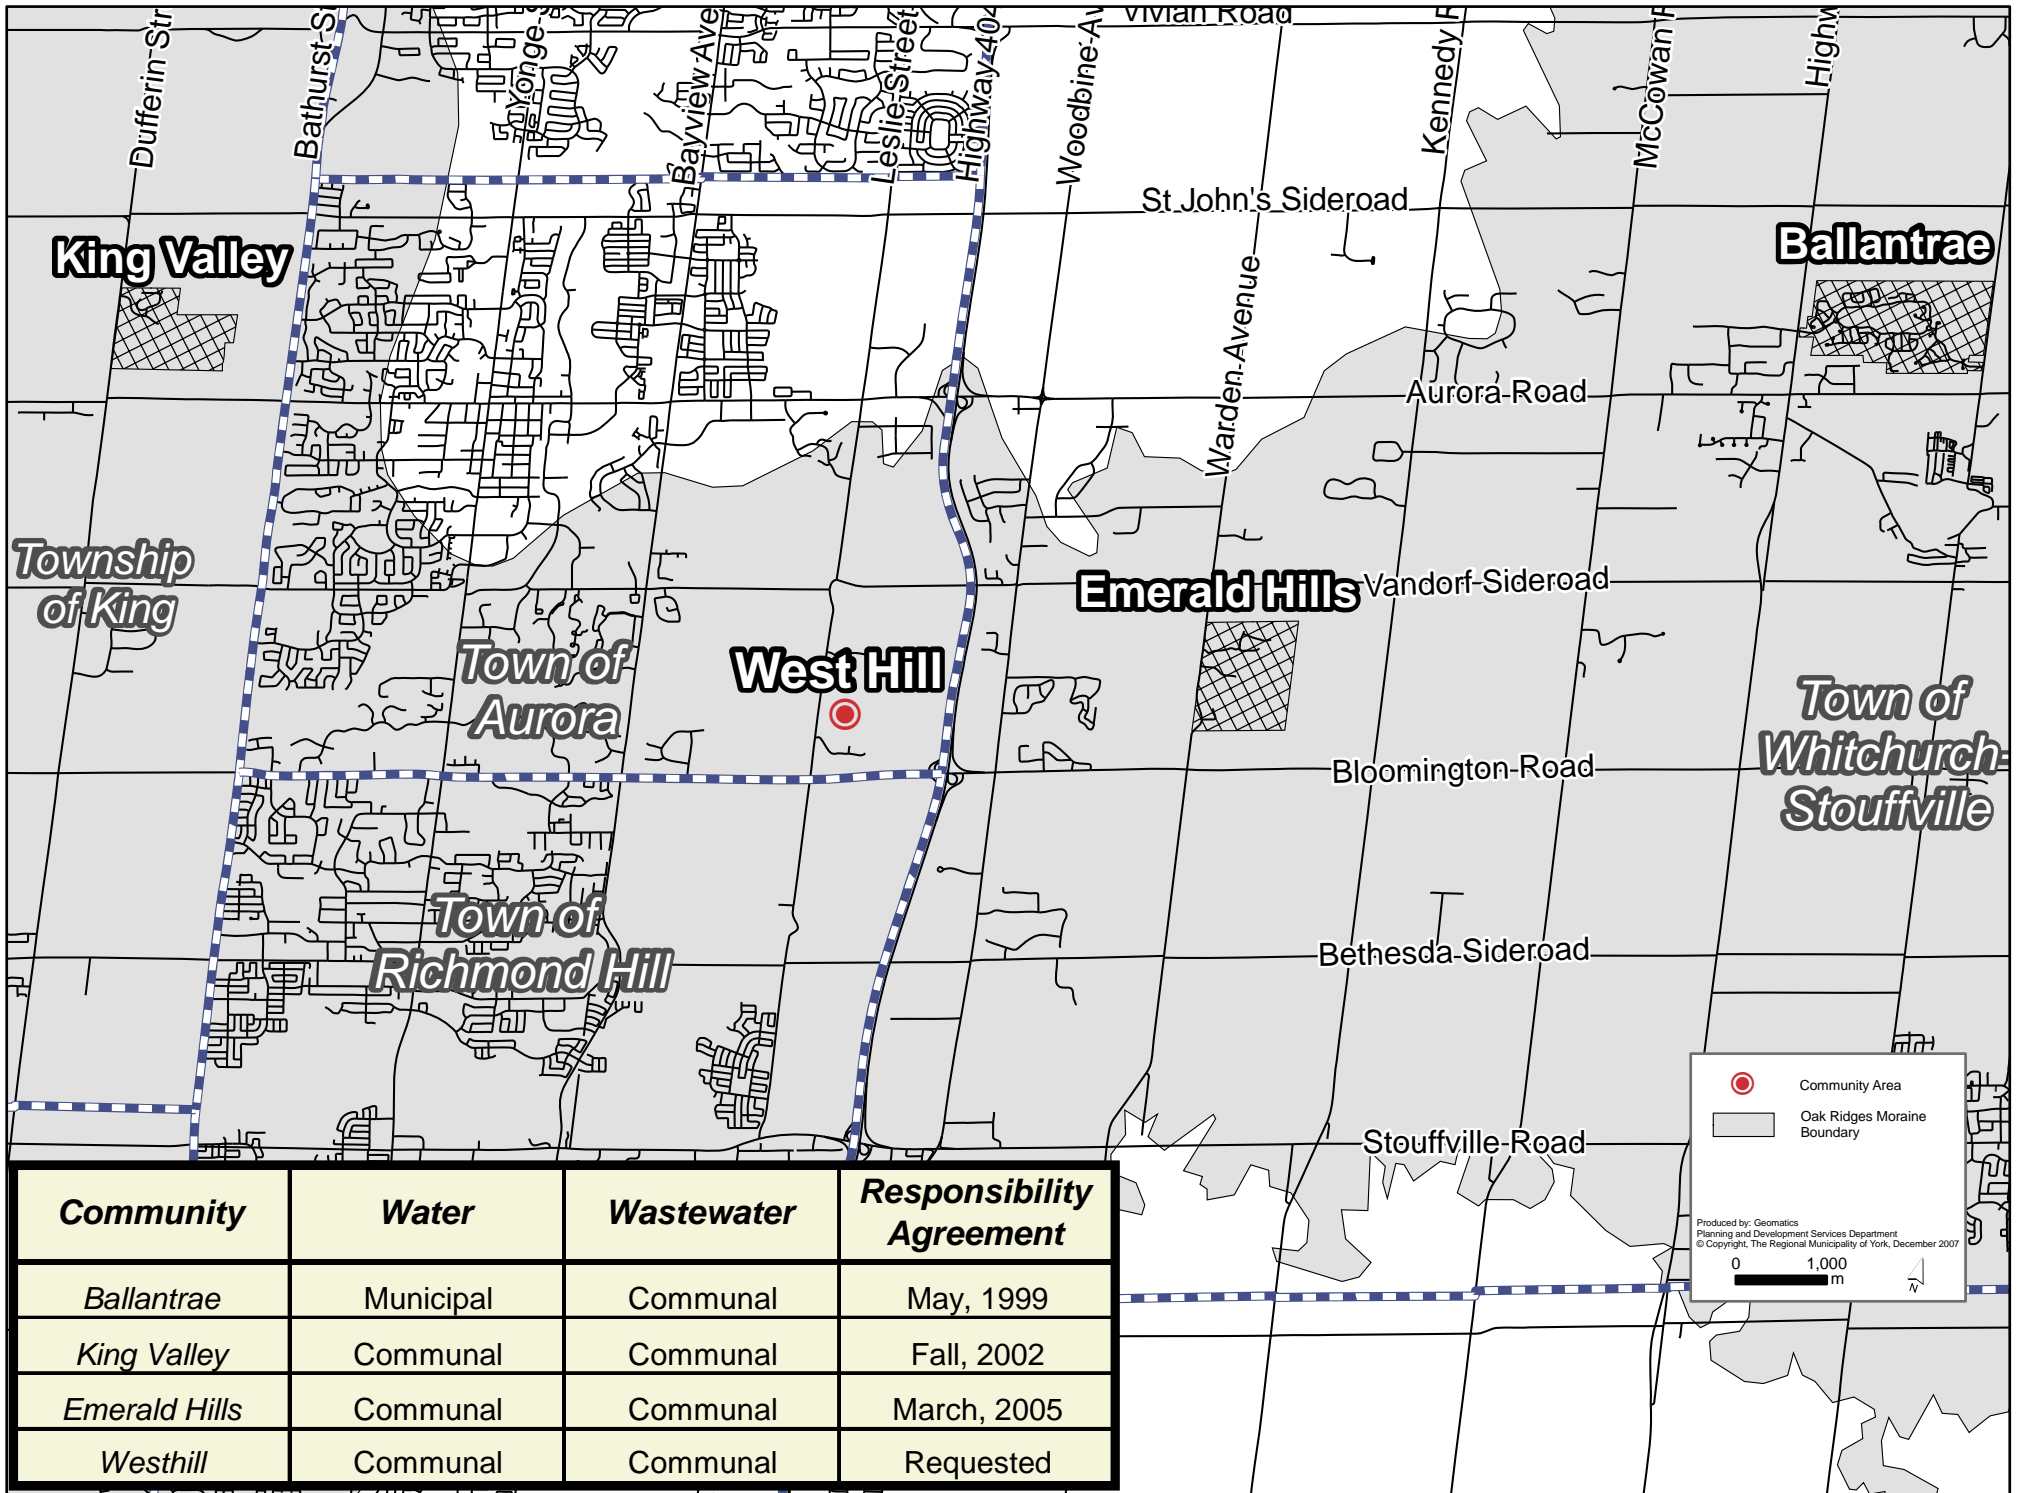 Vivian Road
Dufferin Str
Bathurst St
Yonge S
Bayview Ave
Leslie Street
Highway 404
Woodbine Av
Kennedy R
McCowan R
Highw
St John's Sideroad
King Valley
Ballantrae
Warden Avenue
Aurora Road
Township
of King
Emerald Hills
Vandorf Sideroad
Town of
Aurora
West Hill
Town of
Whitchurch-
Stouffville
Bloomington Road
Town of
Richmond Hill
Bethesda Sideroad
Stouffville Road
Community Area
Oak Ridges Moraine
Boundary
Produced by: Geomatics
Planning and Development Services Department
© Copyright, The Regional Municipality of York, December 2007
0 1,000
m
N
Community Water Wastewater Responsibility
Agreement
Ballantrae Municipal Communal May, 1999
King Valley Communal Communal Fall, 2002
Emerald Hills Communal Communal March, 2005
Westhill Communal Communal Requested